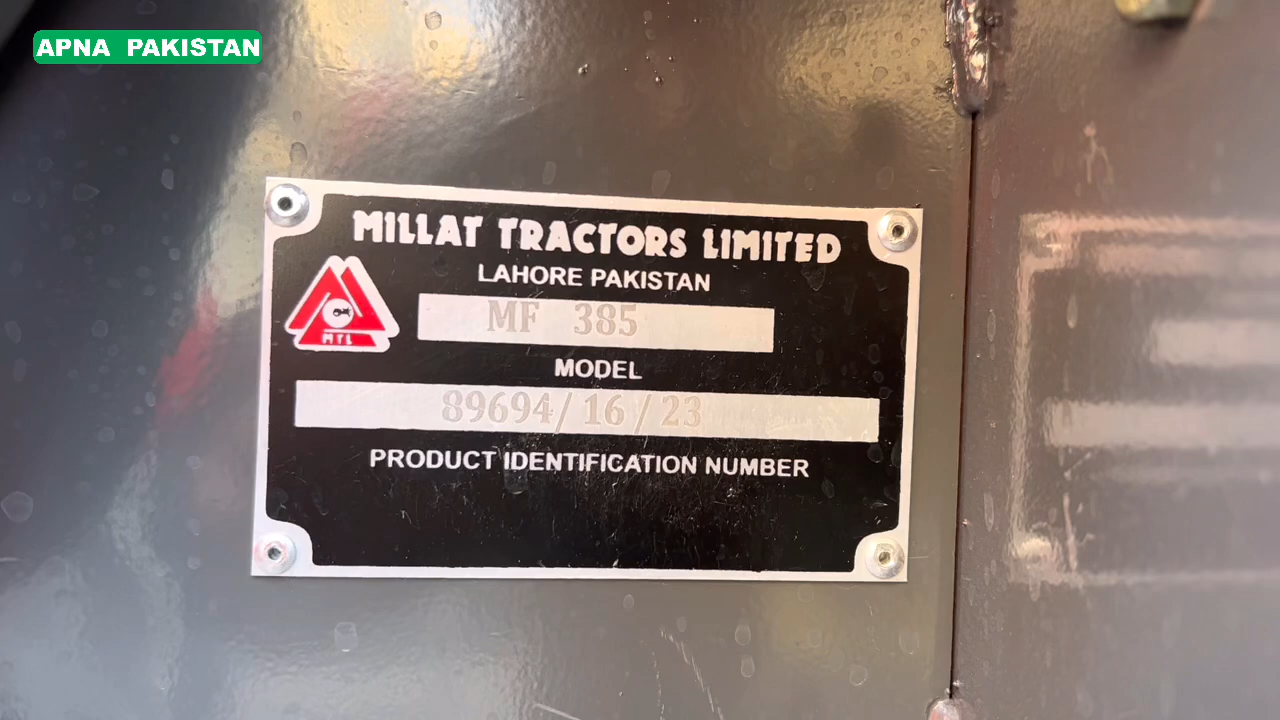 APNA PAKISTAN
MILLAT TRACTORS LIMITED
LAHORE PAKISTAN
MTL
MF 385
MODEL
89694/16/23
PRODUCT IDENTIFICATION NUMBER